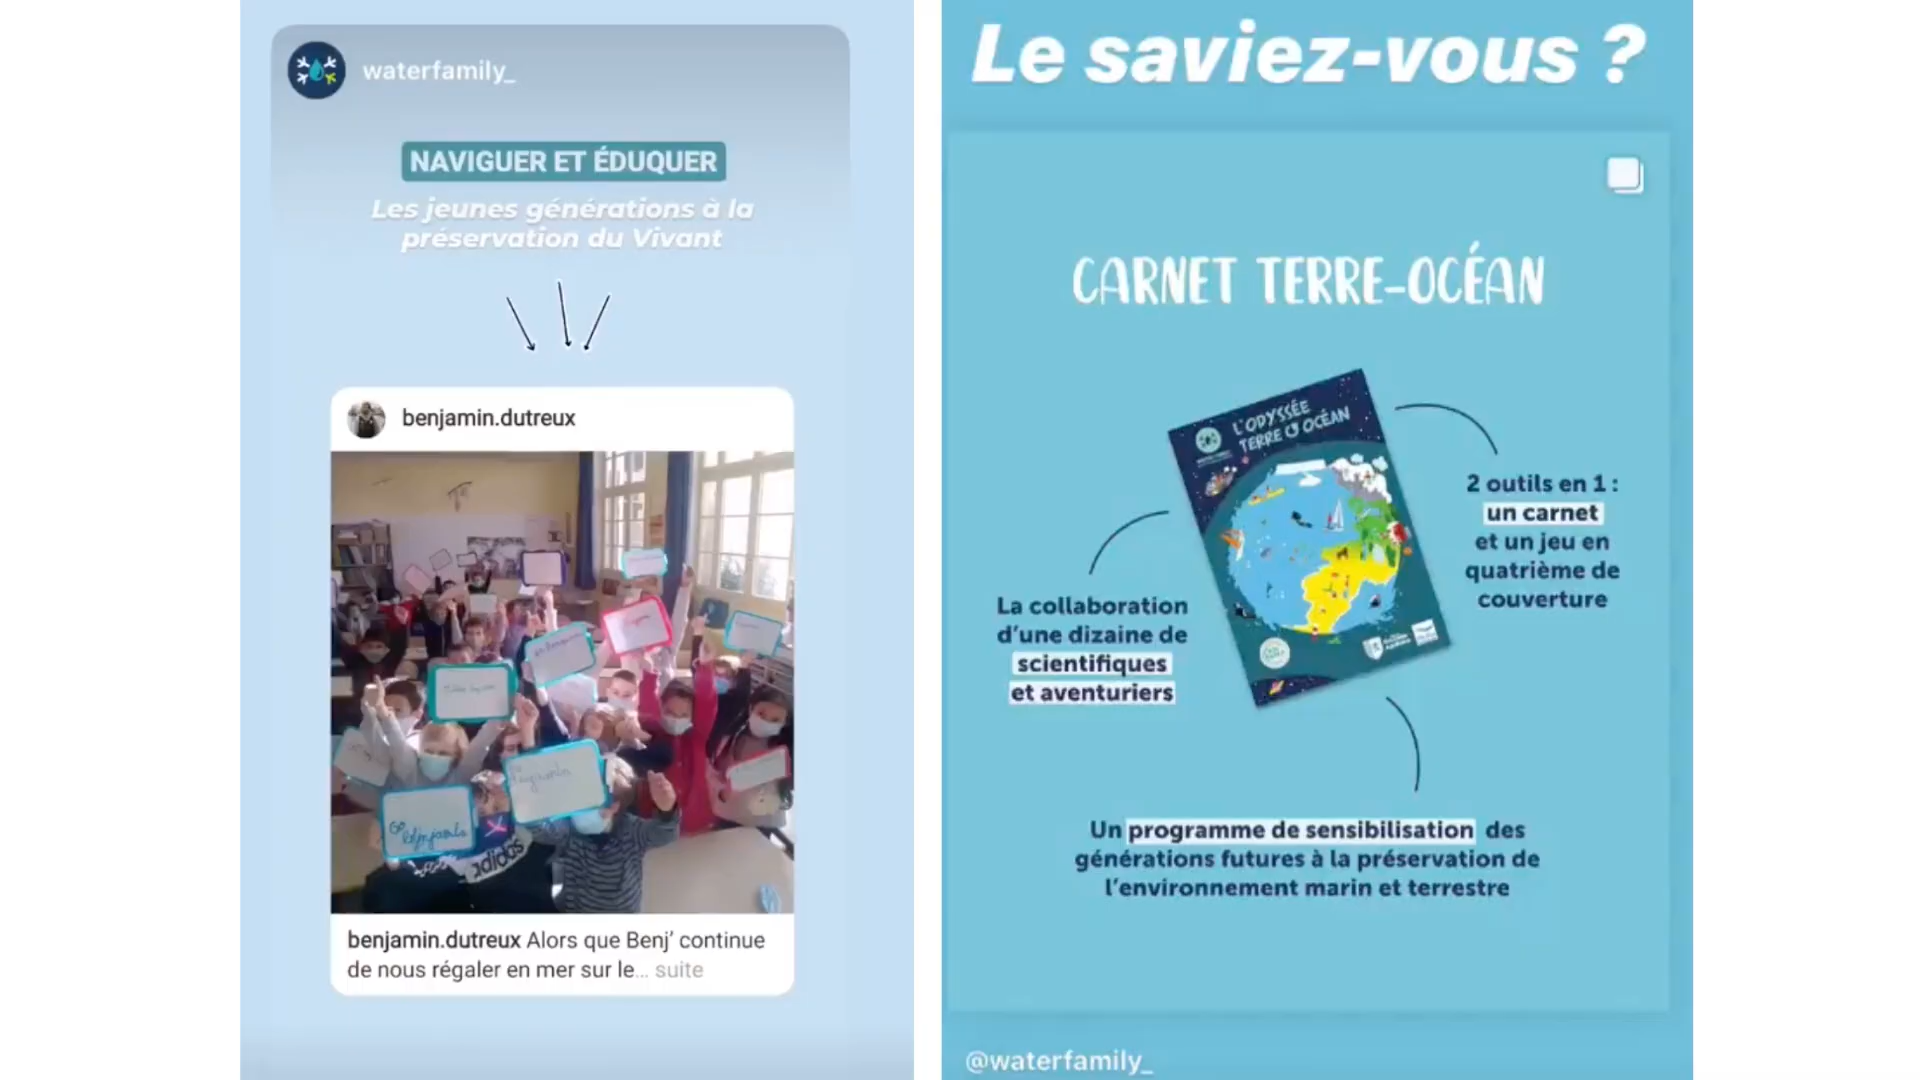 waterfamily_
NAVIGUER ET ÉDUQUER
Les jeunes générations à la
préservation du Vivant
benjamin.dutreux
Go
adidas
benjamin.dutreux Alors que Benj’ continue
de nous régaler en mer sur le... suite
Le saviez-vous ?
CARNET TERRE-OCÉAN
L'ODYSSÉE
TERRE OCÉAN
2 outils en 1 :
un carnet
et un jeu en
quatrième de
couverture
La collaboration
d’une dizaine de
scientifiques
et aventuriers
Un programme de sensibilisation des
générations futures à la préservation de
l’environnement marin et terrestre
@waterfamily_